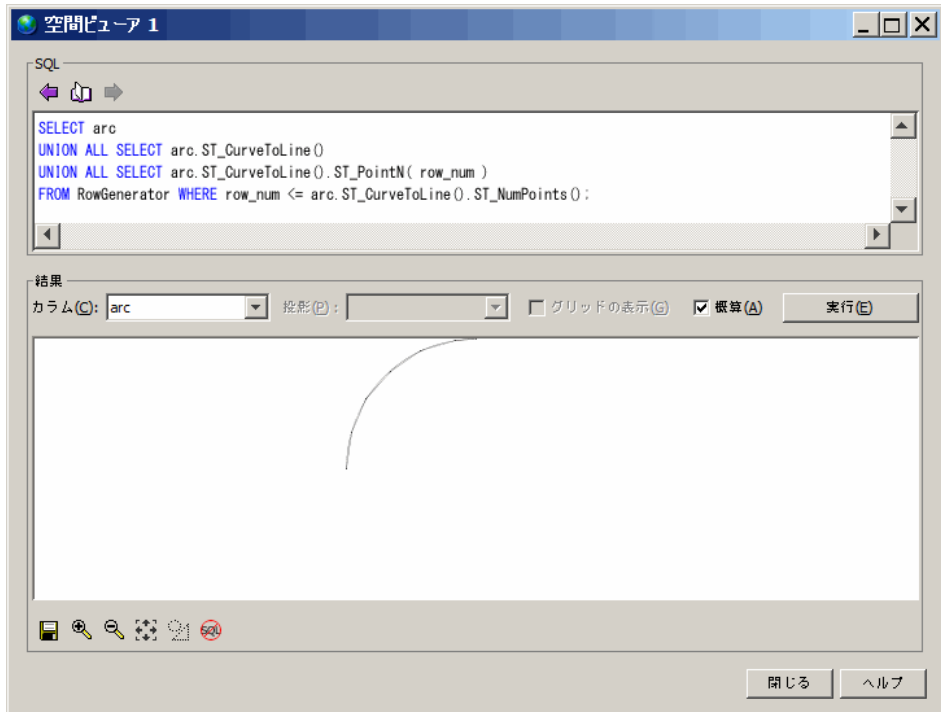 空間ビューア 1
SQL
SELECT arc
UNION ALL SELECT arc.ST_CurveToLine()
UNION ALL SELECT arc.ST_CurveToLine().ST_PointN( row_num )
FROM RowGenerator WHERE row_num <= arc.ST_CurveToLine().ST_NumPoints();
結果
カラム(C): arc 投影(P): グリッドの表示(G) 概算(A) 実行(E)
SQL
閉じる ヘルプ